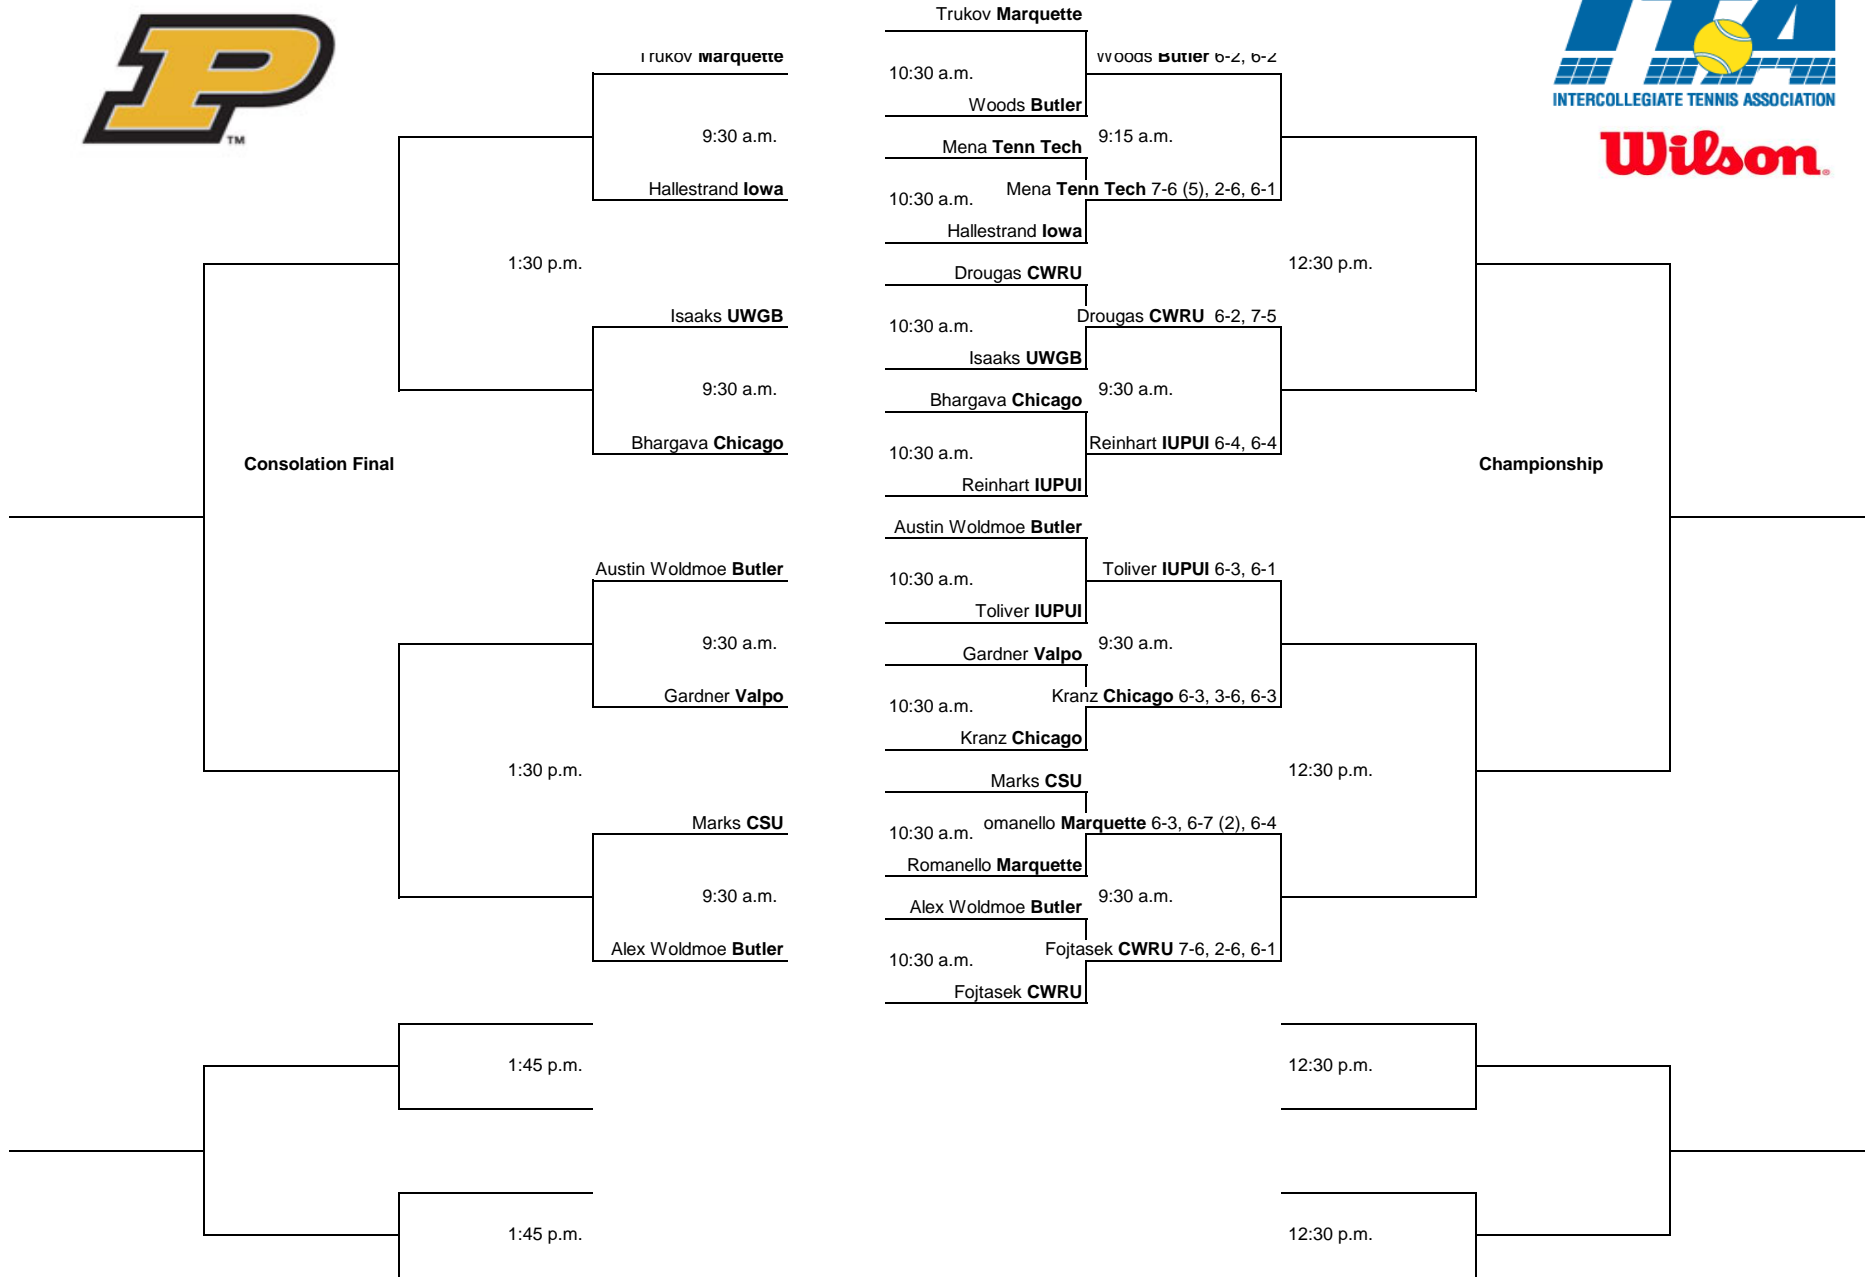 Trukov Marquette
Trukov Marquette
Woods Butler 6-2, 6-2
10:30 a.m.
Woods Butler
INTERCOLLEGIATE TENNIS ASSOCIATION
ITA
P
TM
9:30 a.m.
Mena Tenn Tech
9:15 a.m.
Wilson®
Hallestrand Iowa
10:30 a.m.
Mena Tenn Tech 7-6 (5), 2-6, 6-1
Hallestrand Iowa
1:30 p.m.
Drougas CWRU
12:30 p.m.
Isaaks UWGB
10:30 a.m.
Drougas CWRU 6-2, 7-5
Isaaks UWGB
9:30 a.m.
Bhargava Chicago
9:30 a.m.
Bhargava Chicago
10:30 a.m.
Reinhart IUPUI 6-4, 6-4
Consolation Final
Championship
Reinhart IUPUI
Austin Woldmoe Butler
Austin Woldmoe Butler
10:30 a.m.
Toliver IUPUI 6-3, 6-1
Toliver IUPUI
9:30 a.m.
Gardner Valpo
9:30 a.m.
Gardner Valpo
10:30 a.m.
Kranz Chicago 6-3, 3-6, 6-3
Kranz Chicago
1:30 p.m.
Marks CSU
12:30 p.m.
Marks CSU
10:30 a.m.
omanello Marquette 6-3, 6-7 (2), 6-4
Romanello Marquette
9:30 a.m.
Alex Woldmoe Butler
9:30 a.m.
Alex Woldmoe Butler
10:30 a.m.
Fojtasek CWRU 7-6, 2-6, 6-1
Fojtasek CWRU
1:45 p.m.
12:30 p.m.
1:45 p.m.
12:30 p.m.